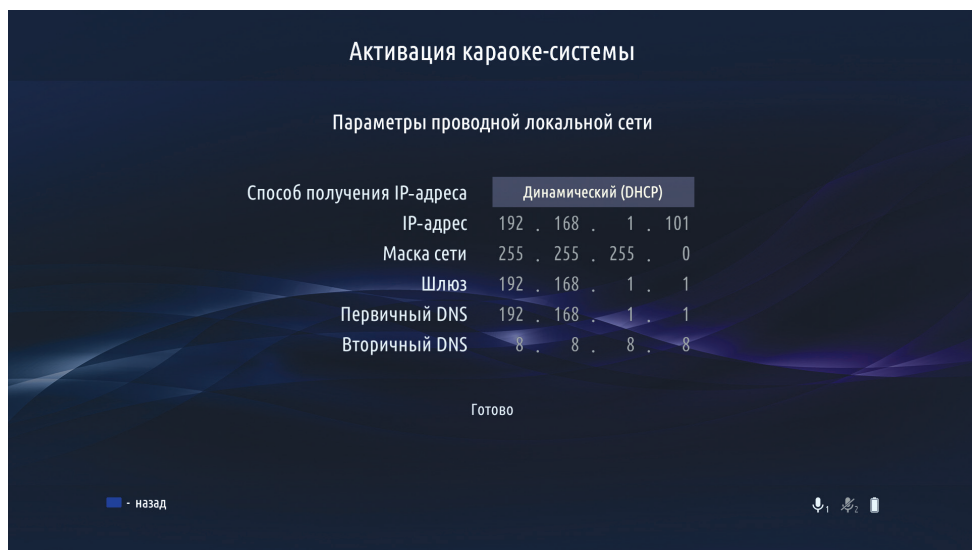 Активация караоке-системы
Параметры проводной локальной сети
Способ получения IP-адреса Динамический (DHCP)
IP-адрес 192 . 168 . 1 . 101
Маска сети 255 . 255 . 255 . 0
Шлюз 192 . 168 . 1 . 1
Первичный DNS 192 . 168 . 1 . 1
Вторичный DNS 8 . 8 . 8 . 8
Готово
- назад 1 2